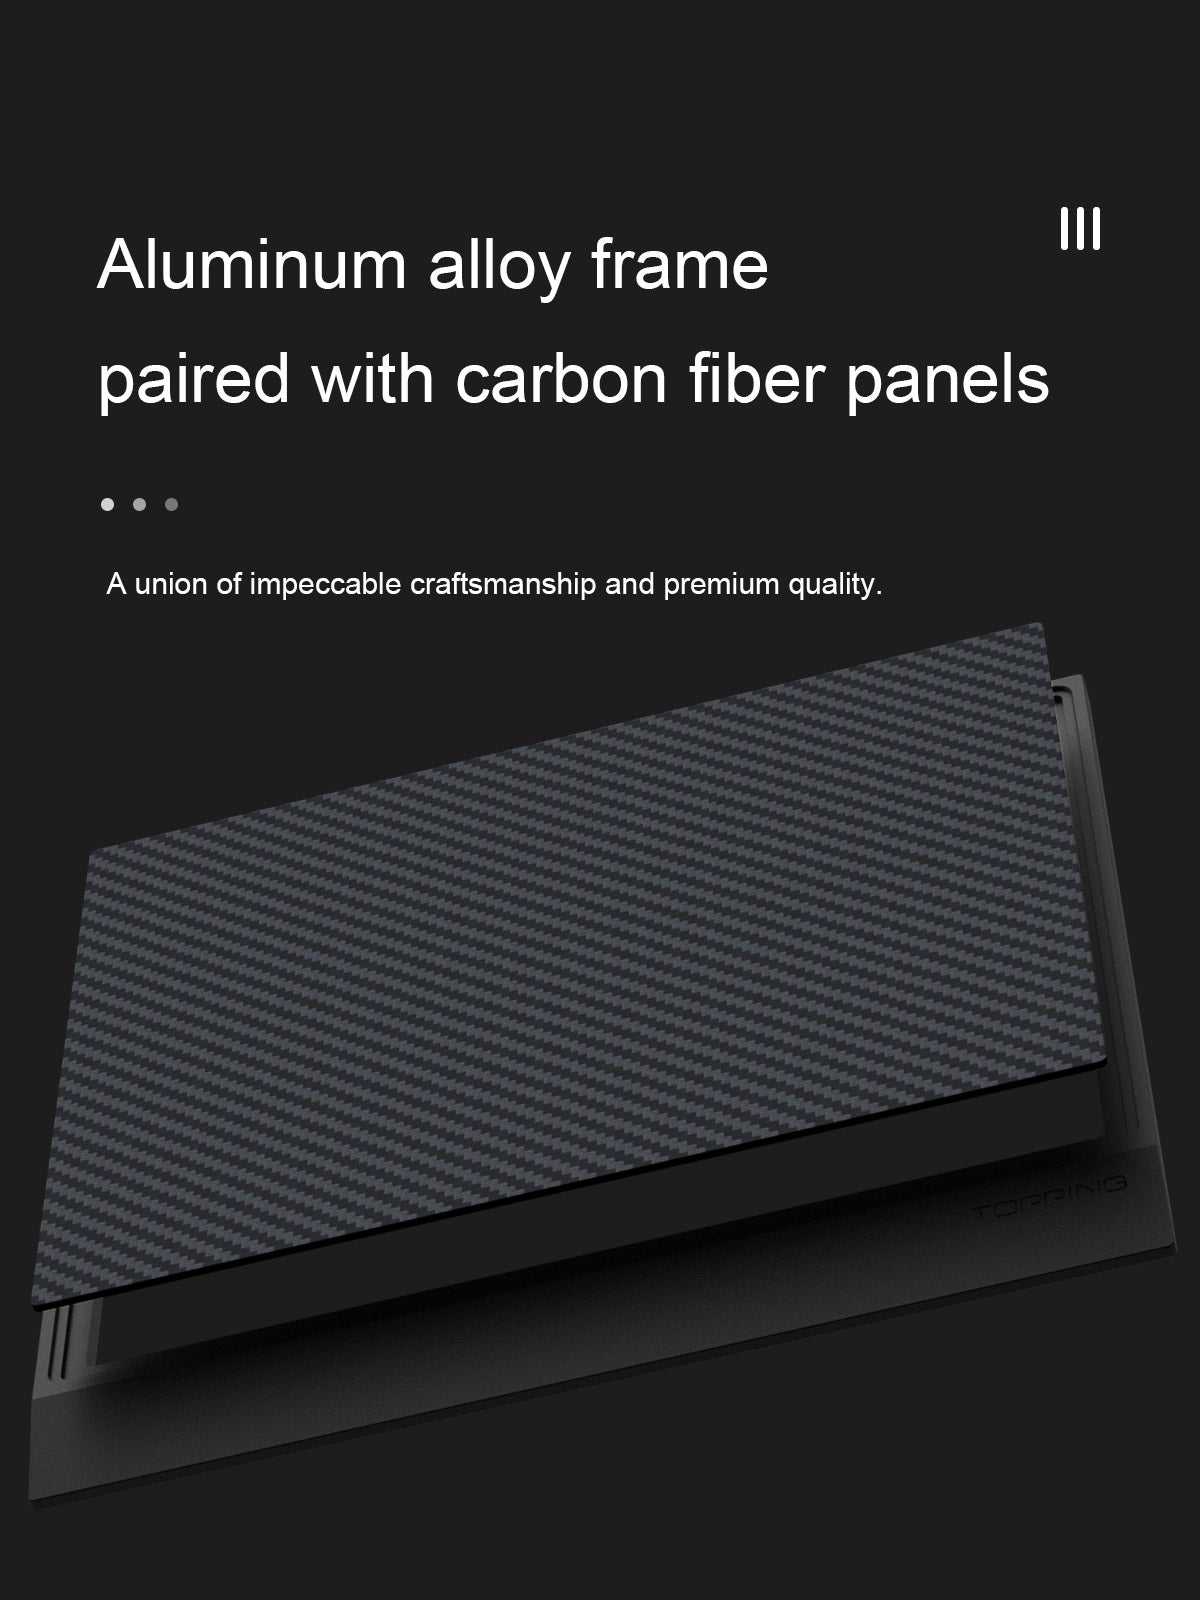 Aluminum alloy frame
paired with carbon fiber panels
A union of impeccable craftsmanship and premium quality.
TOPPING